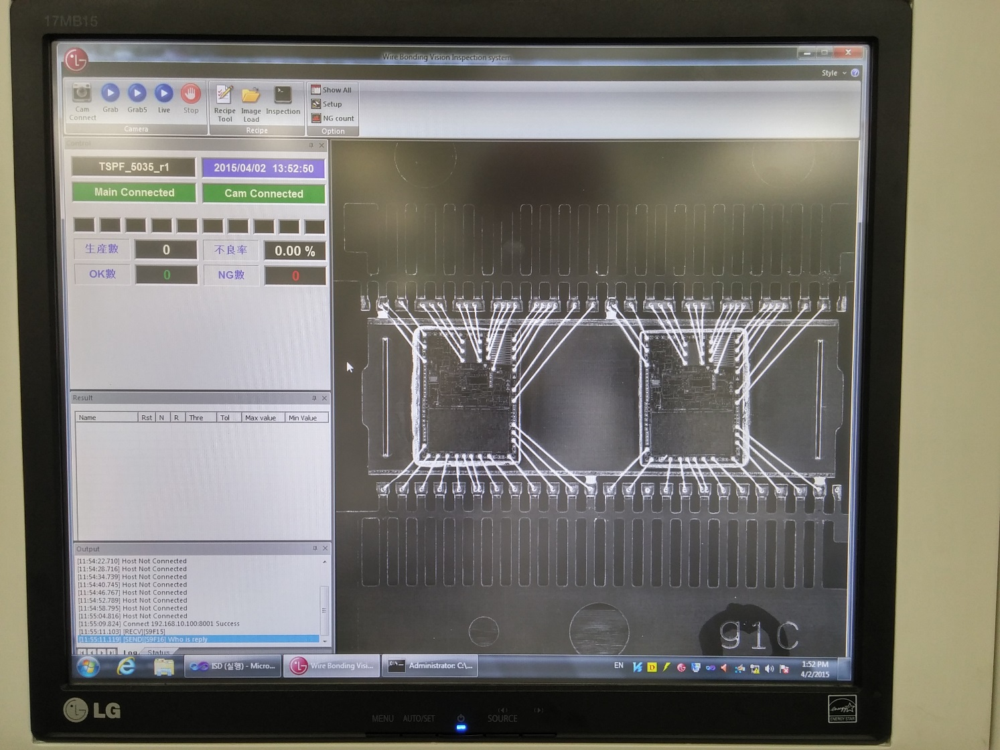 17MB15
Wire Bonding Vision Inspection system
Style
Cam Connect
Grab
Grab5
Live
Stop
Recipe Tool
Image Load
Inspection
Show All
Setup
NG count
Camera
Recipe
Option
Control
TSPF_5035_r1
2015/04/02 13:52:50
Main Connected
Cam Connected
生産數
0
不良率
0.00 %
OK數
0
NG數
0
Result
Name Rst N R Thre Tol Max value Min Value
Output
[11:54:22.710] Host Not Connected
[11:54:28.716] Host Not Connected
[11:54:34.739] Host Not Connected
[11:54:40.745] Host Not Connected
[11:54:46.767] Host Not Connected
[11:54:52.789] Host Not Connected
[11:54:58.795] Host Not Connected
[11:55:04.816] Host Not Connected
[11:55:09.824] Connect 192.168.10.100:8001 Success
[11:55:11.103] [RECV][S9F15]
[11:55:11.119] [SEND][S9F16] Who is reply
Log Status
91C
ISD (실행) - Micro...
Wire Bonding Visi...
Administrator: C:\...
EN
1:52 PM
4/2/2015
LG
MENU AUTO/SET SOURCE
energy
ENERGY STAR